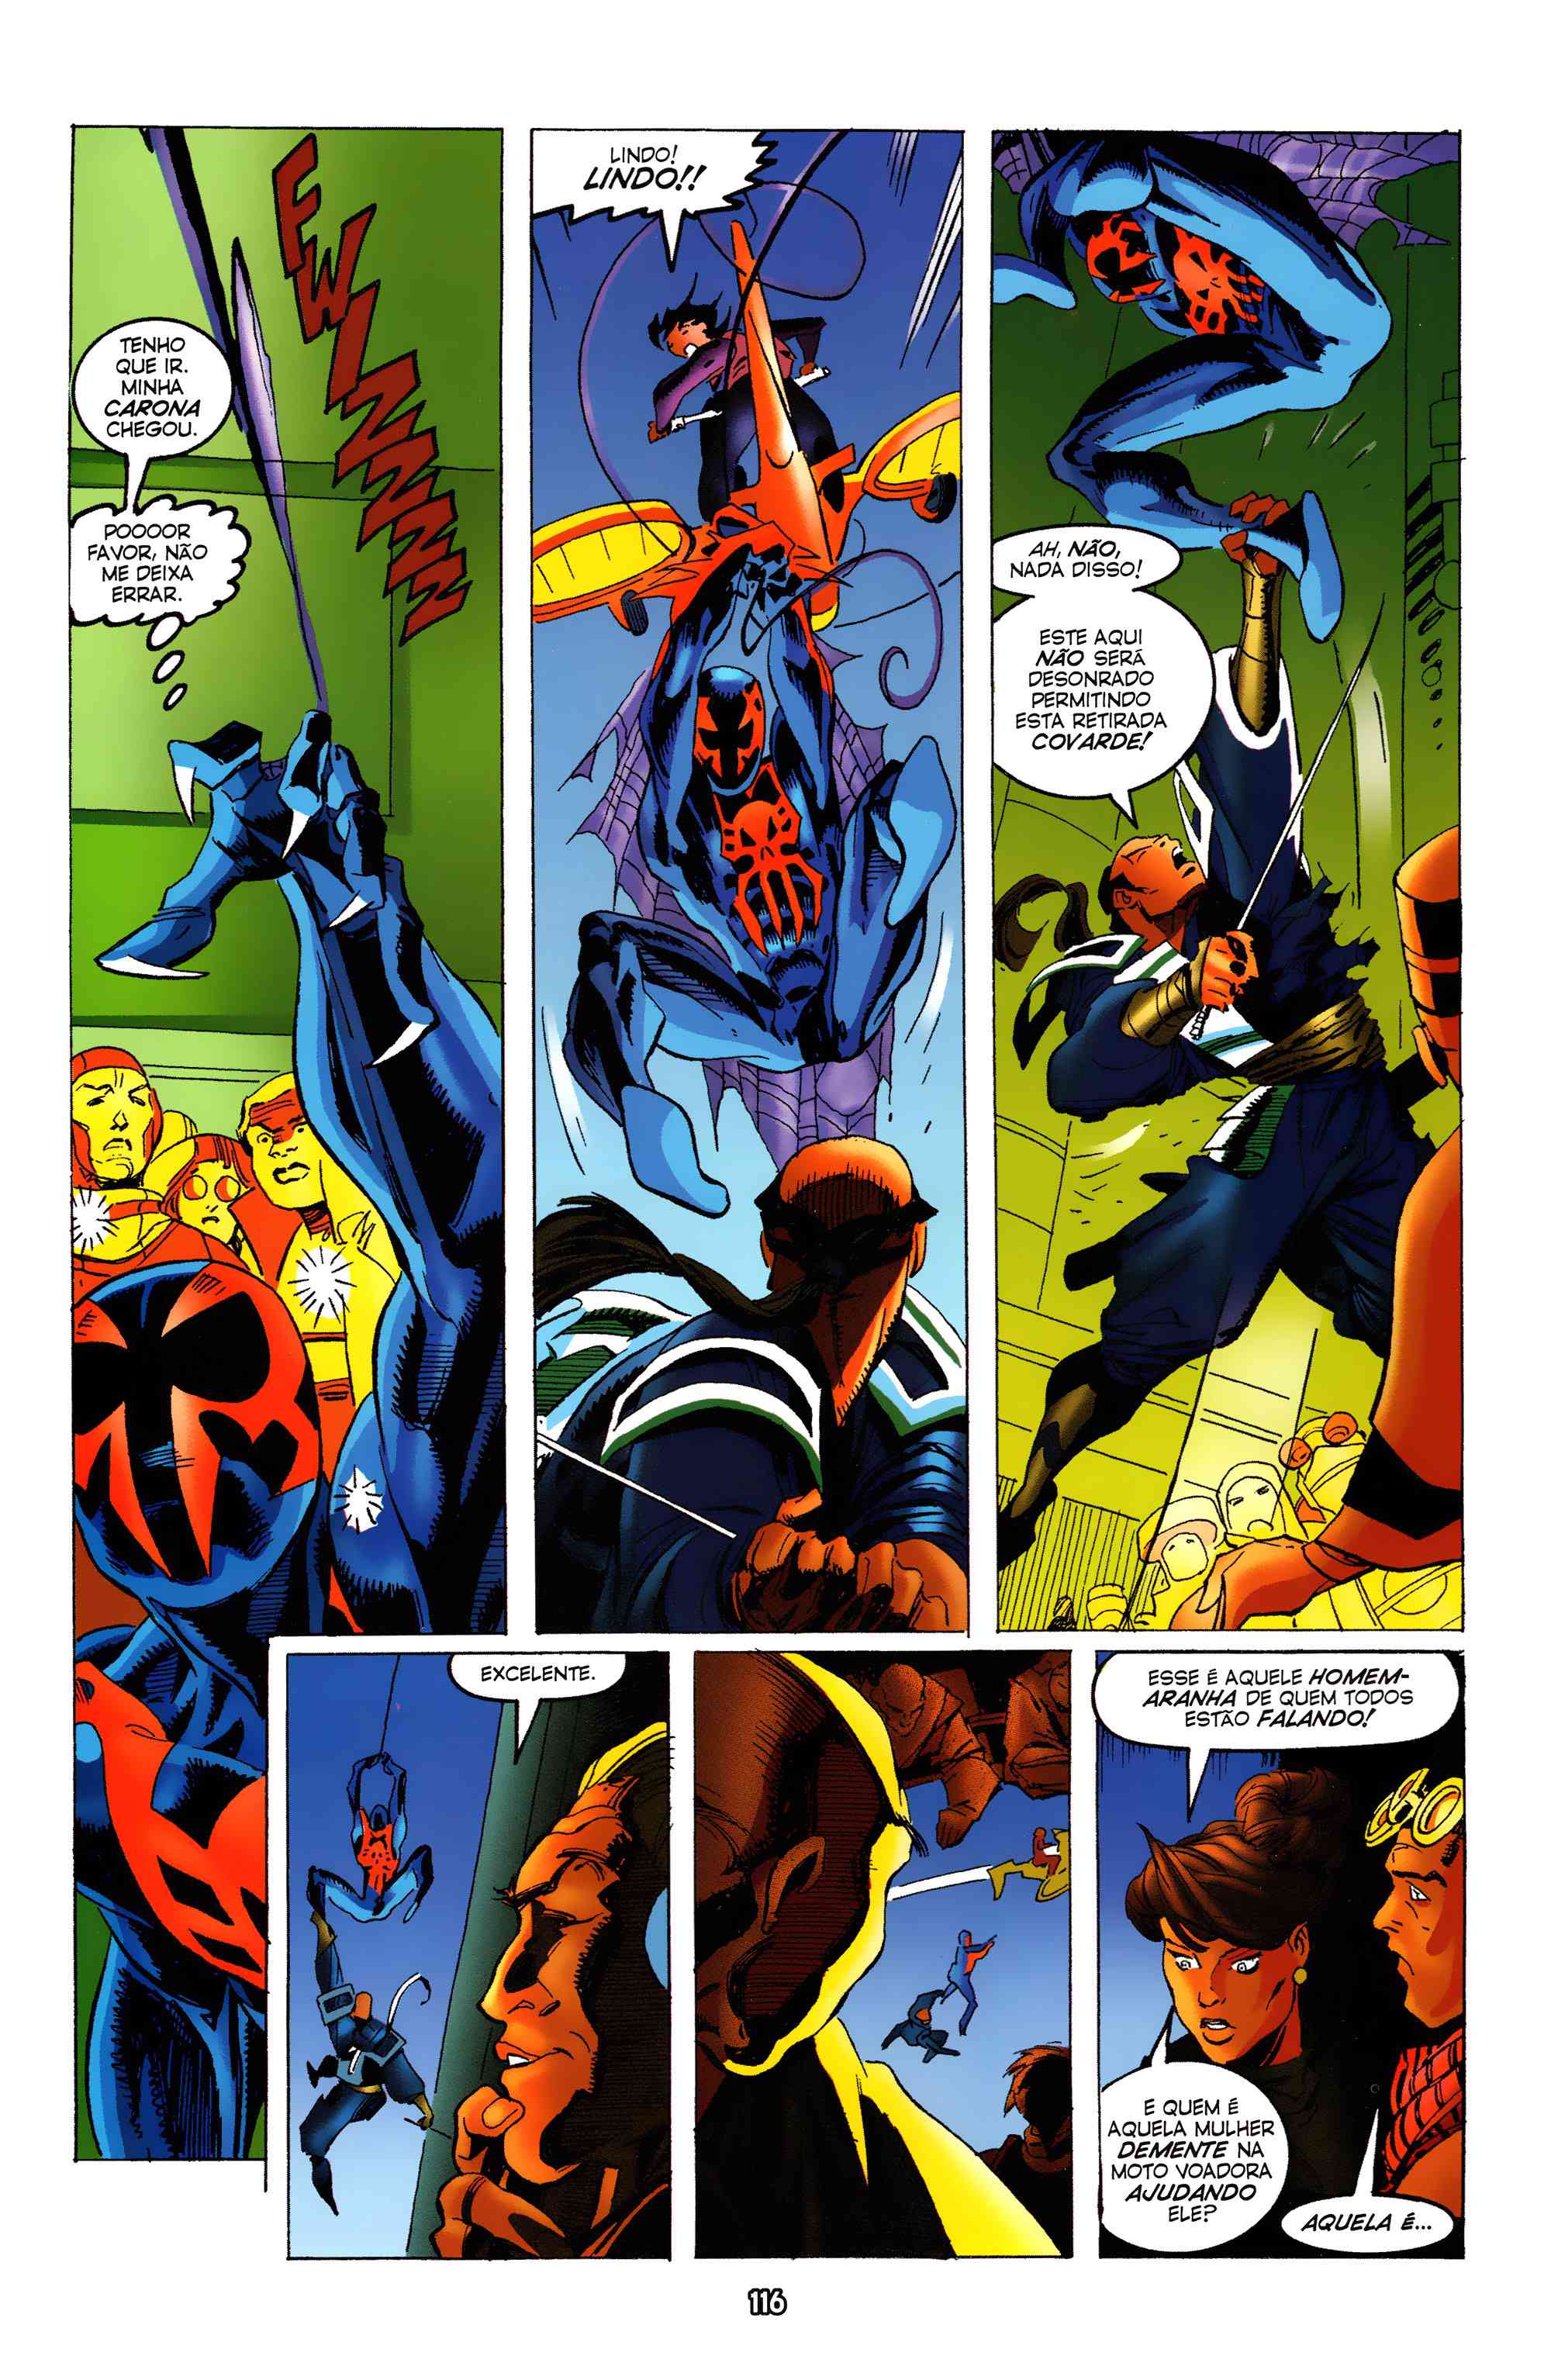 TENHO
QUE IR.
MINHA
CARONA
CHEGOU.
POOOOR
FAVOR, NÃO
ME DEIXA
ERRAR.
FWIZZZZZZZ
LINDO!
LINDO!!
AH, NÃO,
NADA DISSO!
ESTE AQUI
NÃO SERÁ
DESONRADO
PERMITINDO
ESTA RETIRADA
COVARDE!
EXCELENTE.
ESSE É AQUELE HOMEM-
ARANHA DE QUEM TODOS
ESTÃO FALANDO!
E QUEM É
AQUELA MULHER
DEMENTE NA
MOTO VOADORA
AJUDANDO
ELE?
AQUELA É...
116